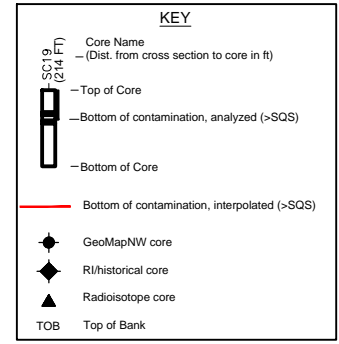 KEY
SC19
(214 FT)
Core Name
(Dist. from cross section to core in ft)
Top of Core
Bottom of contamination, analyzed (>SQS)
Bottom of Core
Bottom of contamination, interpolated (>SQS)
GeoMapNW core
RI/historical core
Radioisotope core
TOB Top of Bank